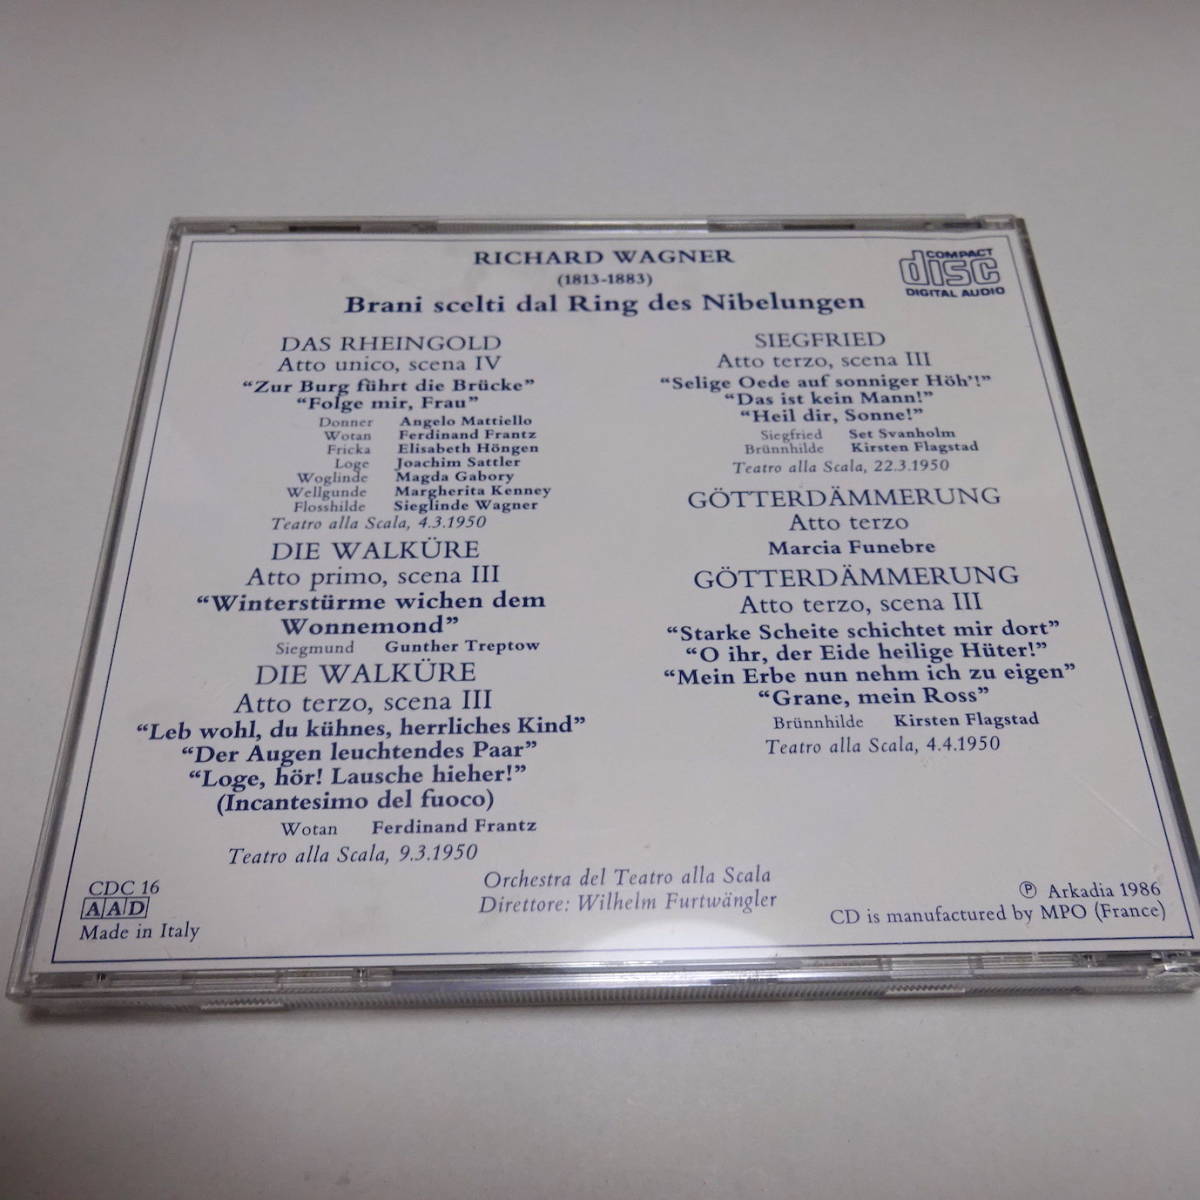 RICHARD WAGNER
(1813-1883)
Brani scelti dal Ring des Nibelungen
COMPACT
disc
DIGITAL AUDIO
DAS RHEINGOLD
Atto unico, scena IV
“Zur Burg führt die Brücke”
“Folge mir, Frau”
Donner Angelo Mattiello
Wotan Ferdinand Frantz
Fricka Elisabeth Höngen
Loge Joachim Sattler
Woglinde Magda Gabory
Wellgunde Margherita Kenney
Flosshilde Sieglinde Wagner
Teatro alla Scala, 4.3.1950
DIE WALKÜRE
Atto primo, scena III
“Winterstürme wichen dem
Wonnemond”
Siegmund Gunther Treptow
DIE WALKÜRE
Atto terzo, scena III
“Leb wohl, du kühnes, herrliches Kind”
“Der Augen leuchtendes Paar”
“Loge, hör! Lausche hieher!”
(Incantesimo del fuoco)
Wotan Ferdinand Frantz
Teatro alla Scala, 9.3.1950
SIEGFRIED
Atto terzo, scena III
“Selige Oede auf sonniger Höh'!”
“Das ist kein Mann!”
“Heil dir, Sonne!”
Siegfried Set Svanholm
Brünnhilde Kirsten Flagstad
Teatro alla Scala, 22.3.1950
GÖTTERDÄMMERUNG
Atto terzo
Marcia Funebre
GÖTTERDÄMMERUNG
Atto terzo, scena III
“Starke Scheite schichtet mir dort”
“O ihr, der Eide heilige Hüter!”
“Mein Erbe nun nehm ich zu eigen”
“Grane, mein Ross”
Brünnhilde Kirsten Flagstad
Teatro alla Scala, 4.4.1950
CDC 16
AAD
Made in Italy
Orchestra del Teatro alla Scala
Direttore: Wilhelm Furtwängler
℗ Arkadia 1986
CD is manufactured by MPO (France)